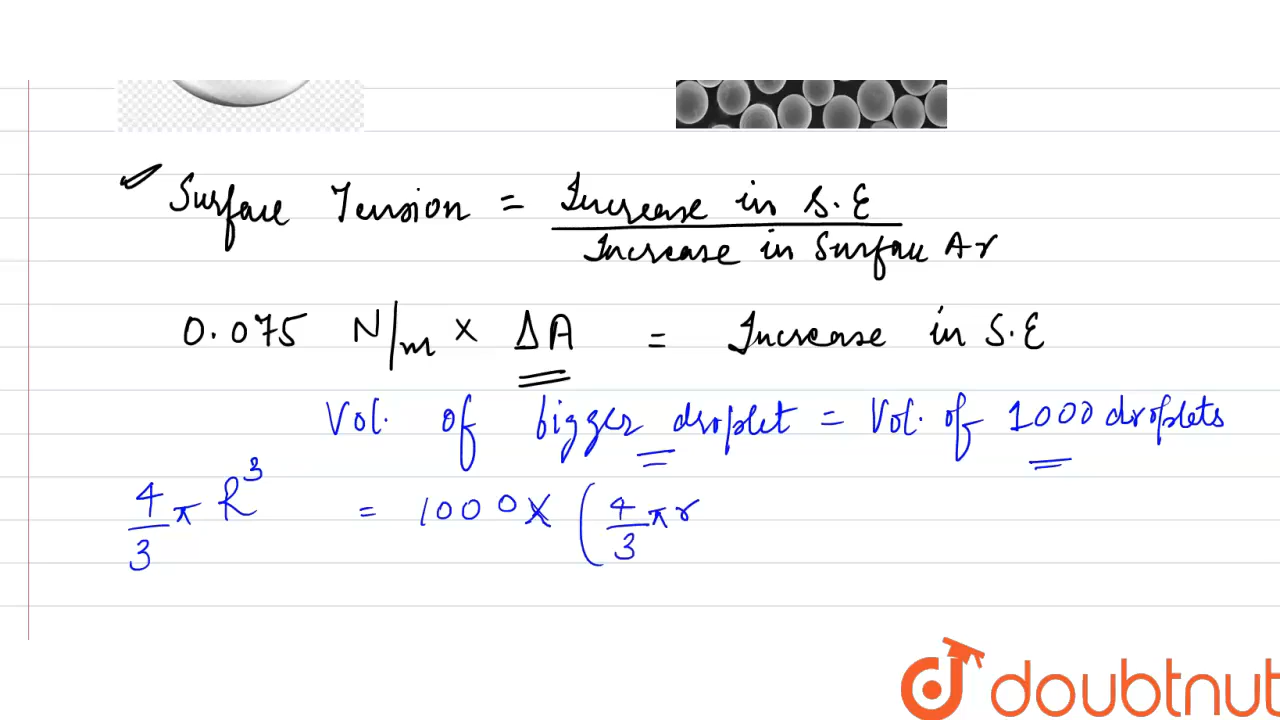 ✓ Surface Tension = Increase in S.E / Increase in Surface Ar
0.075 N/m × ΔA = Increase in S.E
Vol. of bigger droplet = Vol. of 1000 droplets
4/3 π R³ = 1000 × (4/3 π r
doubtnut